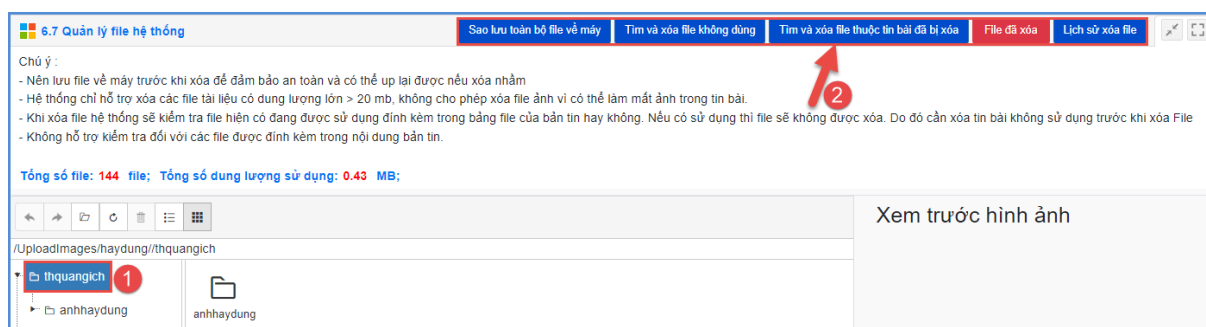 6.7 Quản lý file hệ thống
Sao lưu toàn bộ file về máy
Tìm và xóa file không dùng
Tìm và xóa file thuộc tin bài đã bị xóa
File đã xóa
Lịch sử xóa file
Chú ý :
- Nên lưu file về máy trước khi xóa để đảm bảo an toàn và có thể up lại được nếu xóa nhầm
- Hệ thống chỉ hỗ trợ xóa các file tài liệu có dung lượng lớn > 20 mb, không cho phép xóa file ảnh vì có thể làm mất ảnh trong tin bài.
- Khi xóa file hệ thống sẽ kiểm tra file hiện có đang được sử dụng đính kèm trong bảng file của bản tin hay không. Nếu có sử dụng thì file sẽ không được xóa. Do đó cần xóa tin bài không sử dụng trước khi xóa File
- Không hỗ trợ kiểm tra đối với các file được đính kèm trong nội dung bản tin.
2
Tổng số file: 144 file; Tổng số dung lượng sử dụng: 0.43 MB;
Xem trước hình ảnh
/UploadImages/haydung//thquangich
thquangich
1
anhhaydung
anhhaydung